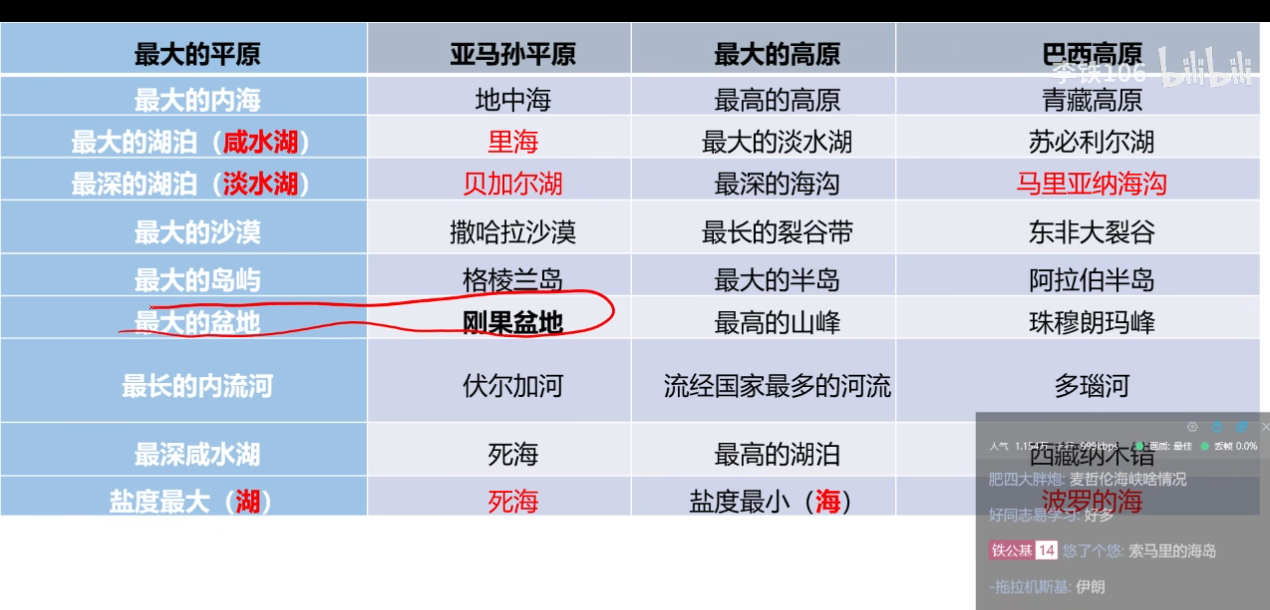 最大的平原 亚马孙平原 最大的高原 巴西高原
李铁106 bilibili
最大的内海 地中海 最高的高原 青藏高原
最大的湖泊（咸水湖） 里海 最大的淡水湖 苏必利尔湖
最深的湖泊（淡水湖） 贝加尔湖 最深的海沟 马里亚纳海沟
最大的沙漠 撒哈拉沙漠 最长的裂谷带 东非大裂谷
最大的岛屿 格棱兰岛 最大的半岛 阿拉伯半岛
最大的盆地 刚果盆地 最高的山峰 珠穆朗玛峰
最长的内流河 伏尔加河 流经国家最多的河流 多瑙河
最深咸水湖 死海 最高的湖泊 西藏纳木错
盐度最大（湖） 死海 盐度最小（海） 波罗的海
人气 1.154万 999kbps 画质: 最佳 丢帧 0.0%
肥四大胖炮: 麦哲伦海峡啥情况
好同志易学习: 好多
铁公基 14 悠了个悠: 索马里的海岛
-拖拉机斯基: 伊朗